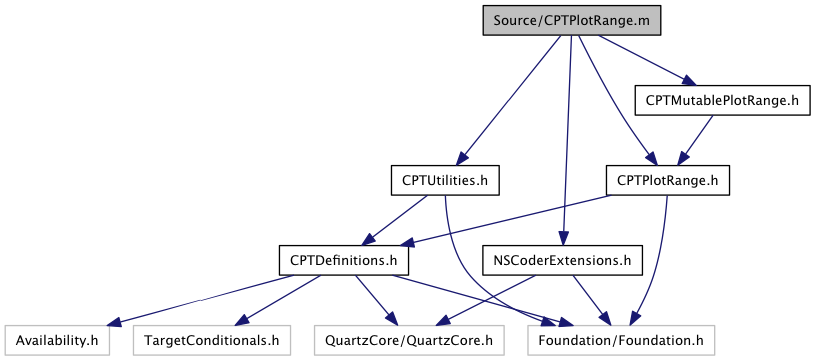 Source/CPTPlotRange.m
CPTMutablePlotRange.h
CPTUtilities.h
CPTPlotRange.h
CPTDefinitions.h
NSCoderExtensions.h
Availability.h
TargetConditionals.h
QuartzCore/QuartzCore.h
Foundation/Foundation.h